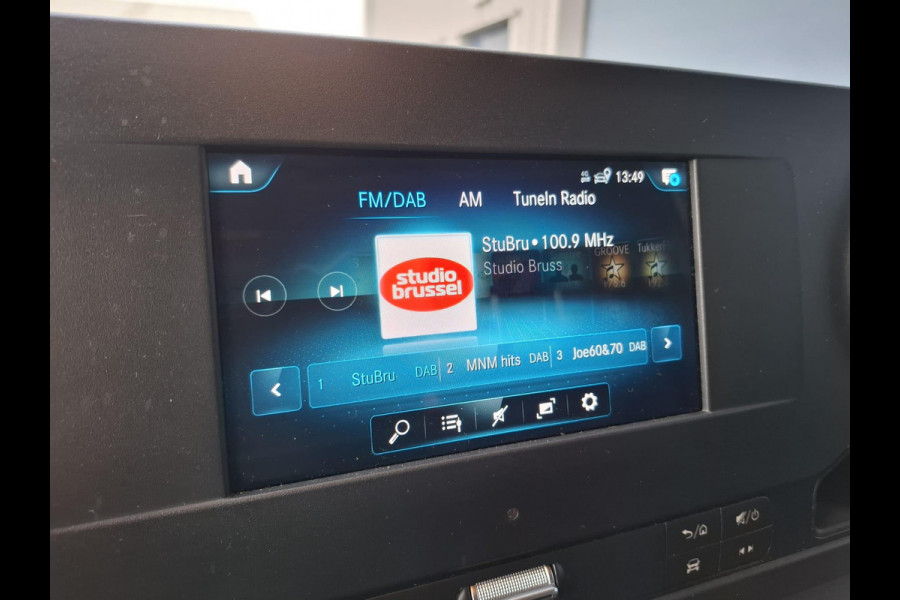 4G 13:49
FM/DAB AM TuneIn Radio
StuBru • 100.9 MHz
Studio Bruss
studio
brussel
GROOVE
1 StuBru DAB 2 MNM hits DAB 3 Joe60&70 DAB